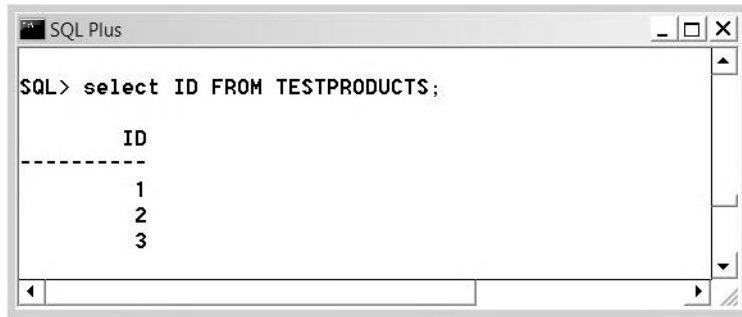 SQL Plus
SQL> select ID FROM TESTPRODUCTS;
ID
----------
1
2
3